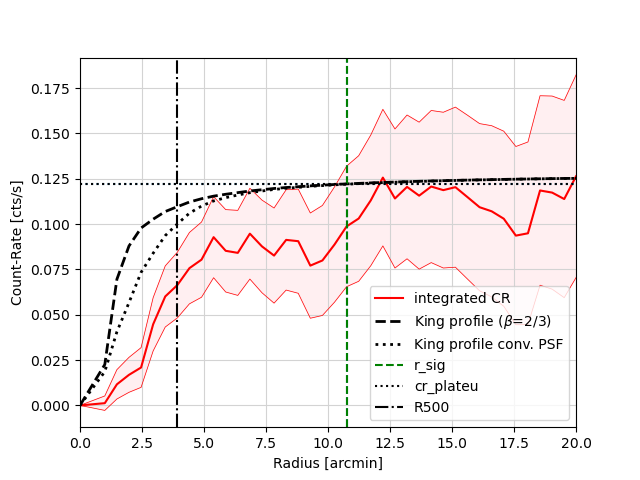 0.175
0.150
0.125
0.100
0.075
0.050
0.025
0.000
Count-Rate [cts/s]
integrated CR
King profile (β=2/3)
King profile conv. PSF
r_sig
cr_plateu
R500
0.0 2.5 5.0 7.5 10.0 12.5 15.0 17.5 20.0
Radius [arcmin]